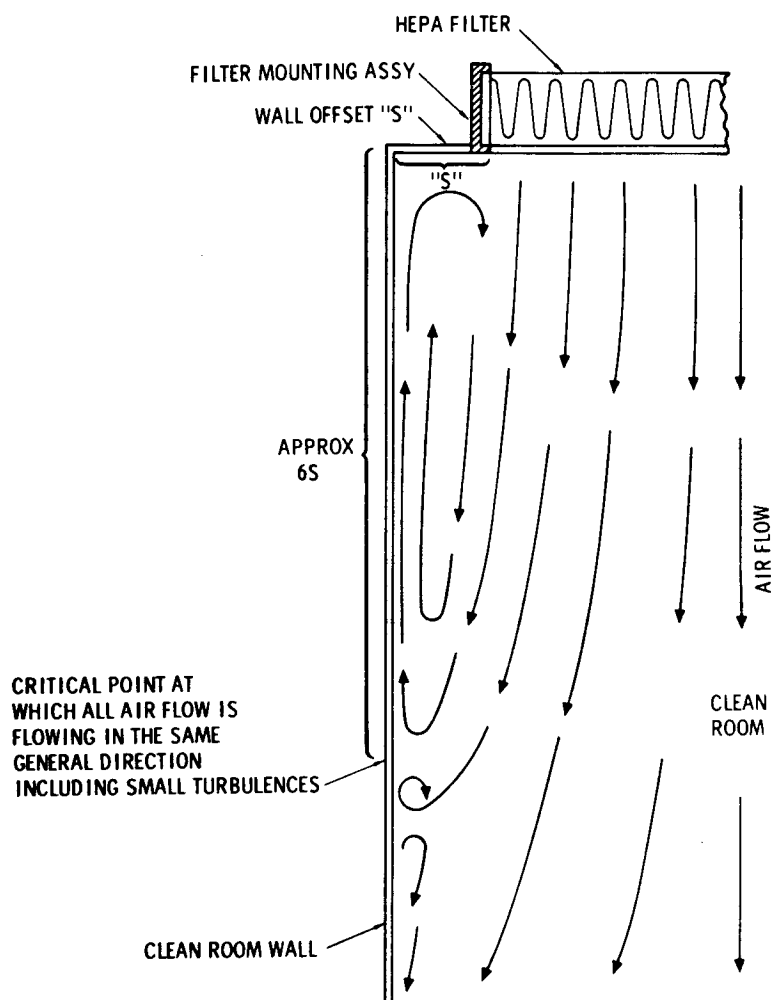 HEPA FILTER
FILTER MOUNTING ASSY
WALL OFFSET "S"
"S"
APPROX
6S
AIR FLOW
CRITICAL POINT AT
WHICH ALL AIR FLOW IS
FLOWING IN THE SAME
GENERAL DIRECTION
INCLUDING SMALL TURBULENCES
CLEAN
ROOM
CLEAN ROOM WALL